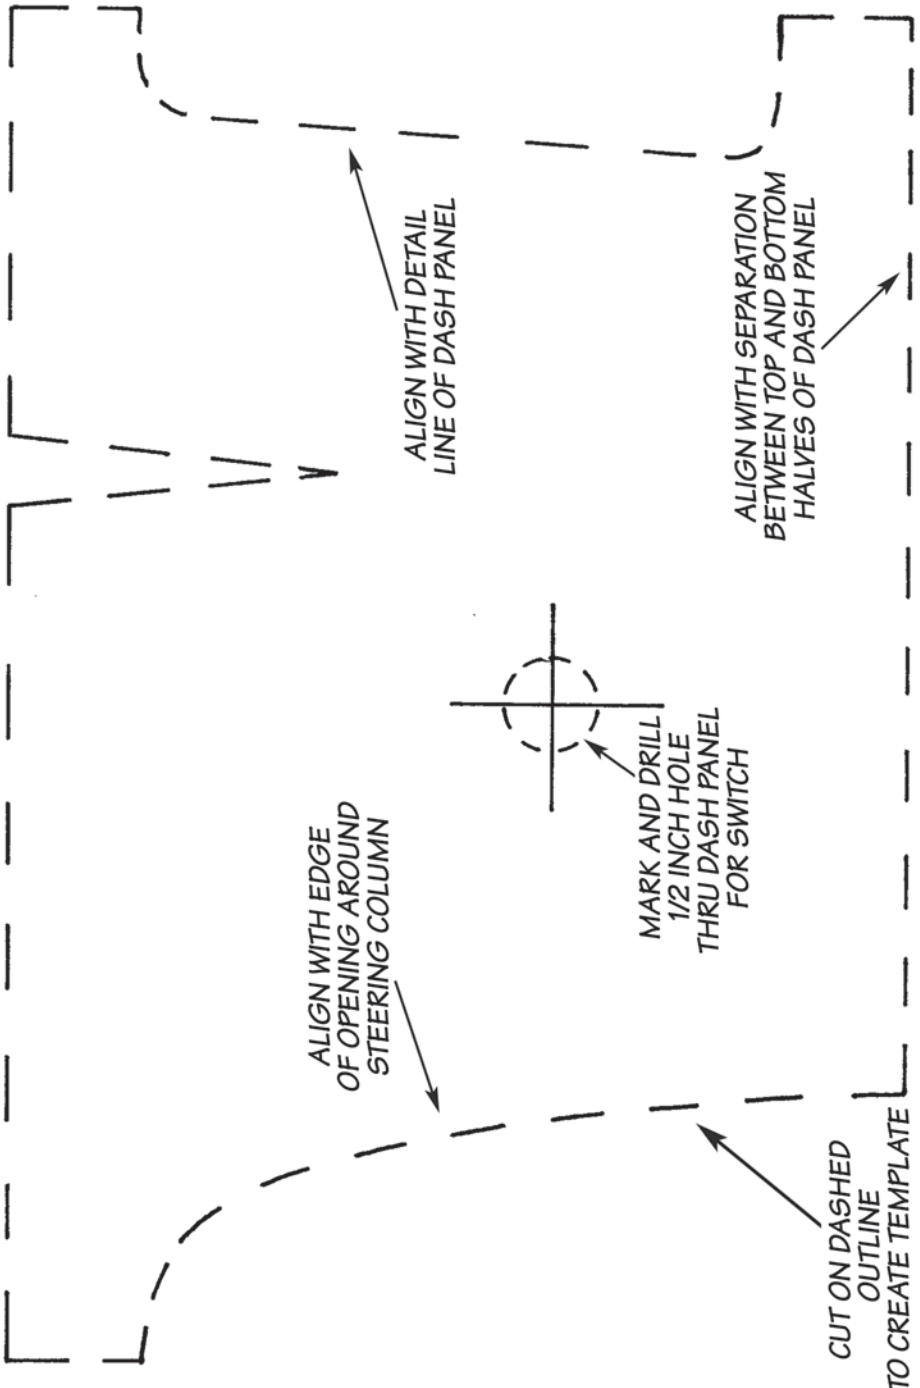 ALIGN WITH DETAIL
LINE OF DASH PANEL
ALIGN WITH SEPARATION
BETWEEN TOP AND BOTTOM
HALVES OF DASH PANEL
ALIGN WITH EDGE
OF OPENING AROUND
STEERING COLUMN
MARK AND DRILL
1/2 INCH HOLE
THRU DASH PANEL
FOR SWITCH
CUT ON DASHED
OUTLINE
TO CREATE TEMPLATE